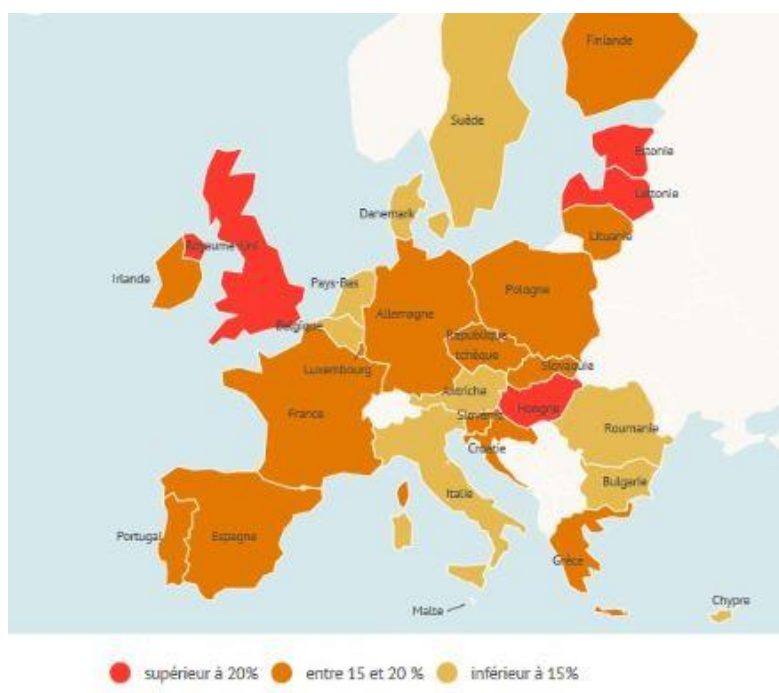 Finlande
Suède
Estonie
Lettonie
Danemark
Lituanie
Royaume-Uni
Irlande
Pays-Bas
Pologne
Allemagne
Belgique
République
tchèque
Slovaquie
Luxembourg
Autriche
Hongrie
France
Slovénie
Roumanie
Croatie
Bulgarie
Italie
Portugal
Espagne
Grèce
Chypre
Malte
supérieur à 20% entre 15 et 20 % inférieur à 15%